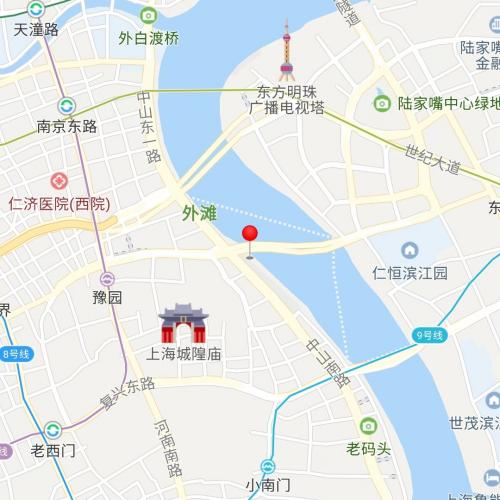 天潼路
外白渡桥
隧道
陆家嘴
金融
东方明珠
广播电视塔
陆家嘴中心绿地
中山东一路
南京东路
世纪大道
仁济医院(西院)
外滩
东
仁恒滨江园
豫园
界
上海城隍庙
9号线
8号线
中山南路
复兴东路
河南南路
世茂滨江
老西门
老码头
小南门
上海鲁能